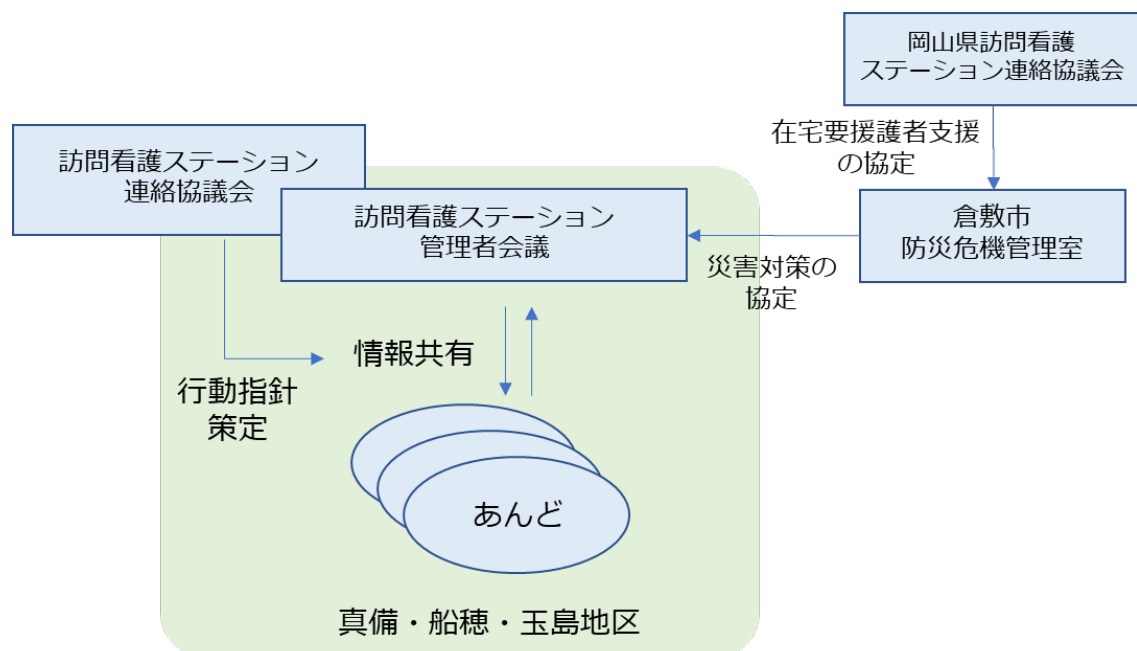 岡山県訪問看護
ステーション連絡協議会
在宅要援護者支援
の協定
訪問看護ステーション
連絡協議会
訪問看護ステーション
管理者会議
倉敷市
防災危機管理室
災害対策の
協定
情報共有
行動指針
策定
あんど
真備・船穂・玉島地区